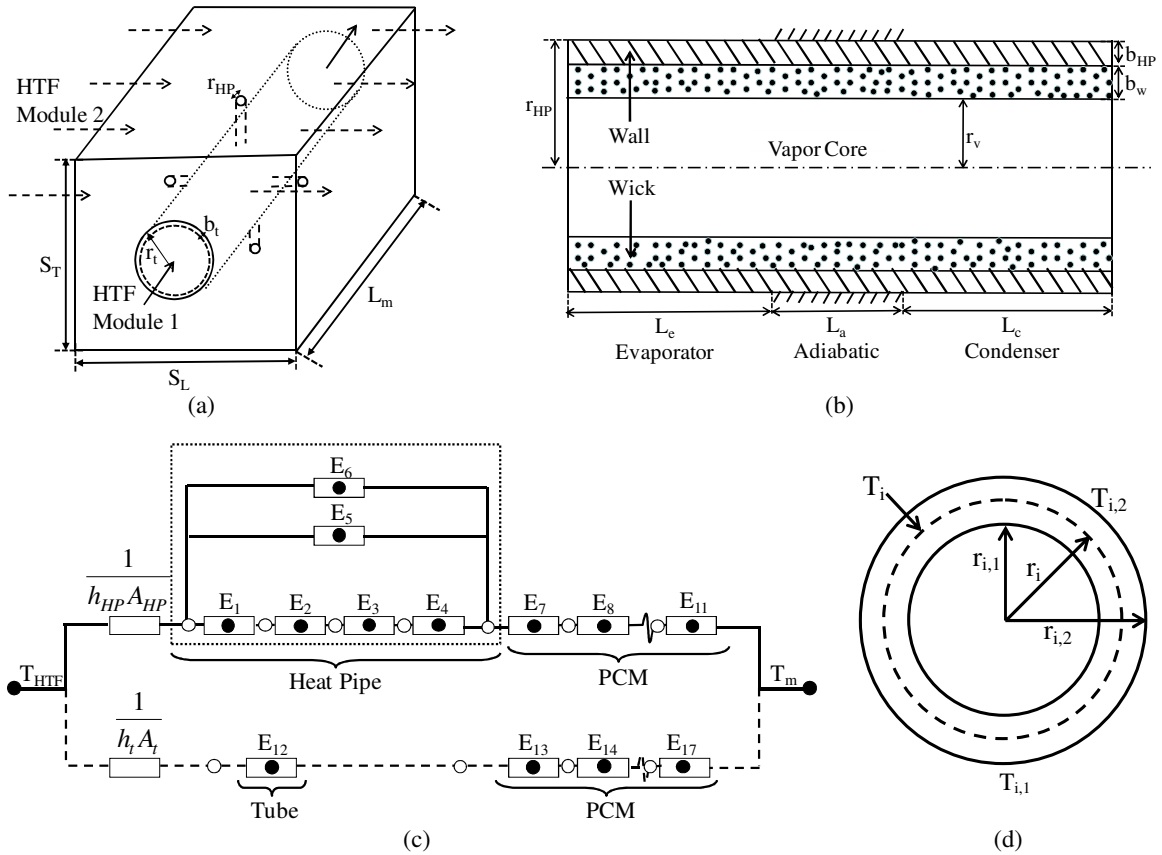 HTF
Module 2
r_HP
b_t
r_t
S_T
HTF
Module 1
L_m
S_L
(a)
r_HP
b_HP
b_w
Wall
Vapor Core
r_v
Wick
L_e
L_a
L_c
Evaporator
Adiabatic
Condenser
(b)
E_6
E_5
1
h_HP A_HP
E_1
E_2
E_3
E_4
E_7
E_8
E_11
T_HTF
Heat Pipe
PCM
T_m
1
h_t A_t
E_12
E_13
E_14
E_17
Tube
PCM
(c)
T_i
T_i,2
r_i,1
r_i
r_i,2
T_i,1
(d)